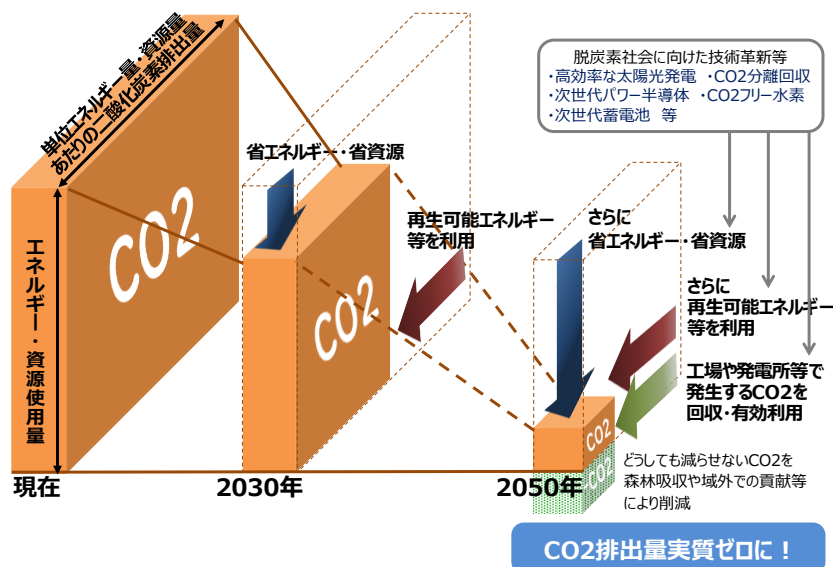 脱炭素社会に向けた技術革新等
・高効率な太陽光発電 ・CO2分離回収
・次世代パワー半導体 ・CO2フリー水素
・次世代蓄電池 等
単位エネルギー量・資源量
あたりの二酸化炭素排出量
エネルギー・資源使用量
CO2
省エネルギー・省資源
再生可能エネルギー
等を利用
CO2
さらに
省エネルギー・省資源
さらに
再生可能エネルギー
等を利用
工場や発電所等で
発生するCO2を
回収・有効利用
CO2
-CO2
どうしても減らせないCO2を
森林吸収や域外での貢献等
により削減
現在
2030年
2050年
CO2排出量実質ゼロに！